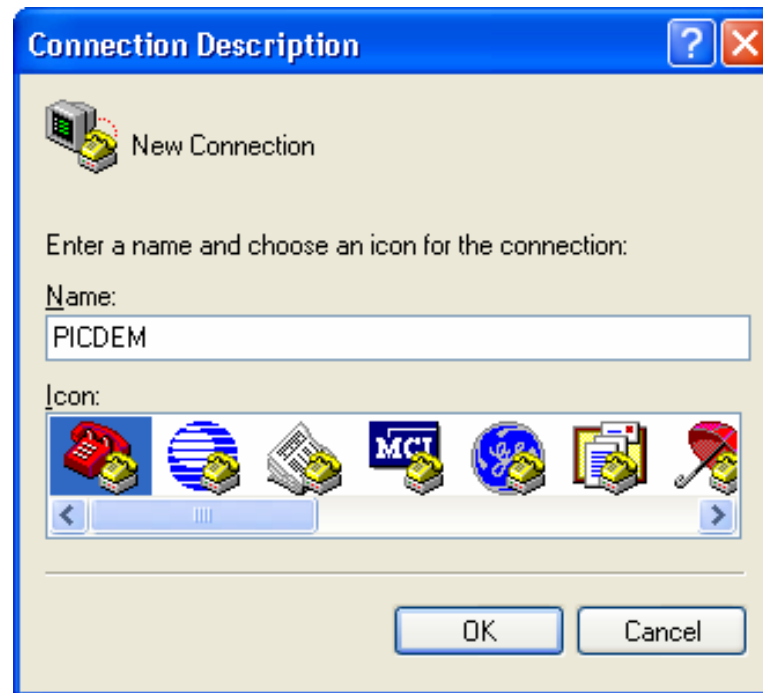 Connection Description
New Connection
Enter a name and choose an icon for the connection:
Name:
PICDEM
Icon:
MCI
OK Cancel